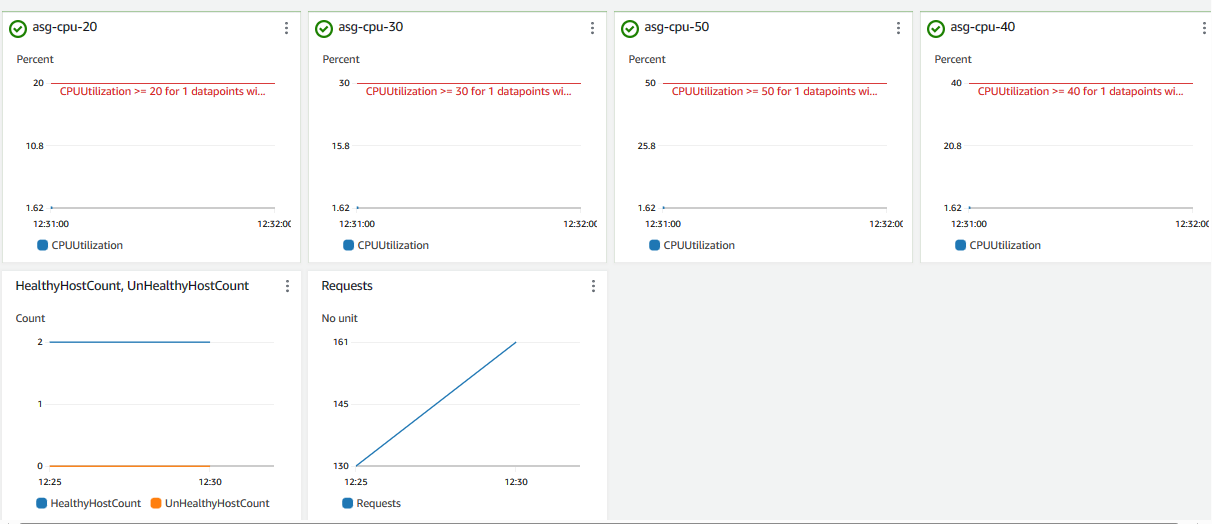 asg-cpu-20
Percent
20
CPUUtilization >= 20 for 1 datapoints wi...
10.8
1.62
12:31:00 12:32:00
CPUUtilization
asg-cpu-30
Percent
30
CPUUtilization >= 30 for 1 datapoints wi...
15.8
1.62
12:31:00 12:32:00
CPUUtilization
asg-cpu-50
Percent
50
CPUUtilization >= 50 for 1 datapoints wi...
25.8
1.62
12:31:00 12:32:00
CPUUtilization
asg-cpu-40
Percent
40
CPUUtilization >= 40 for 1 datapoints wi...
20.8
1.62
12:31:00 12:32:00
CPUUtilization
HealthyHostCount, UnHealthyHostCount
Count
2
1
0
12:25 12:30
HealthyHostCount UnHealthyHostCount
Requests
No unit
161
145
130
12:25 12:30
Requests